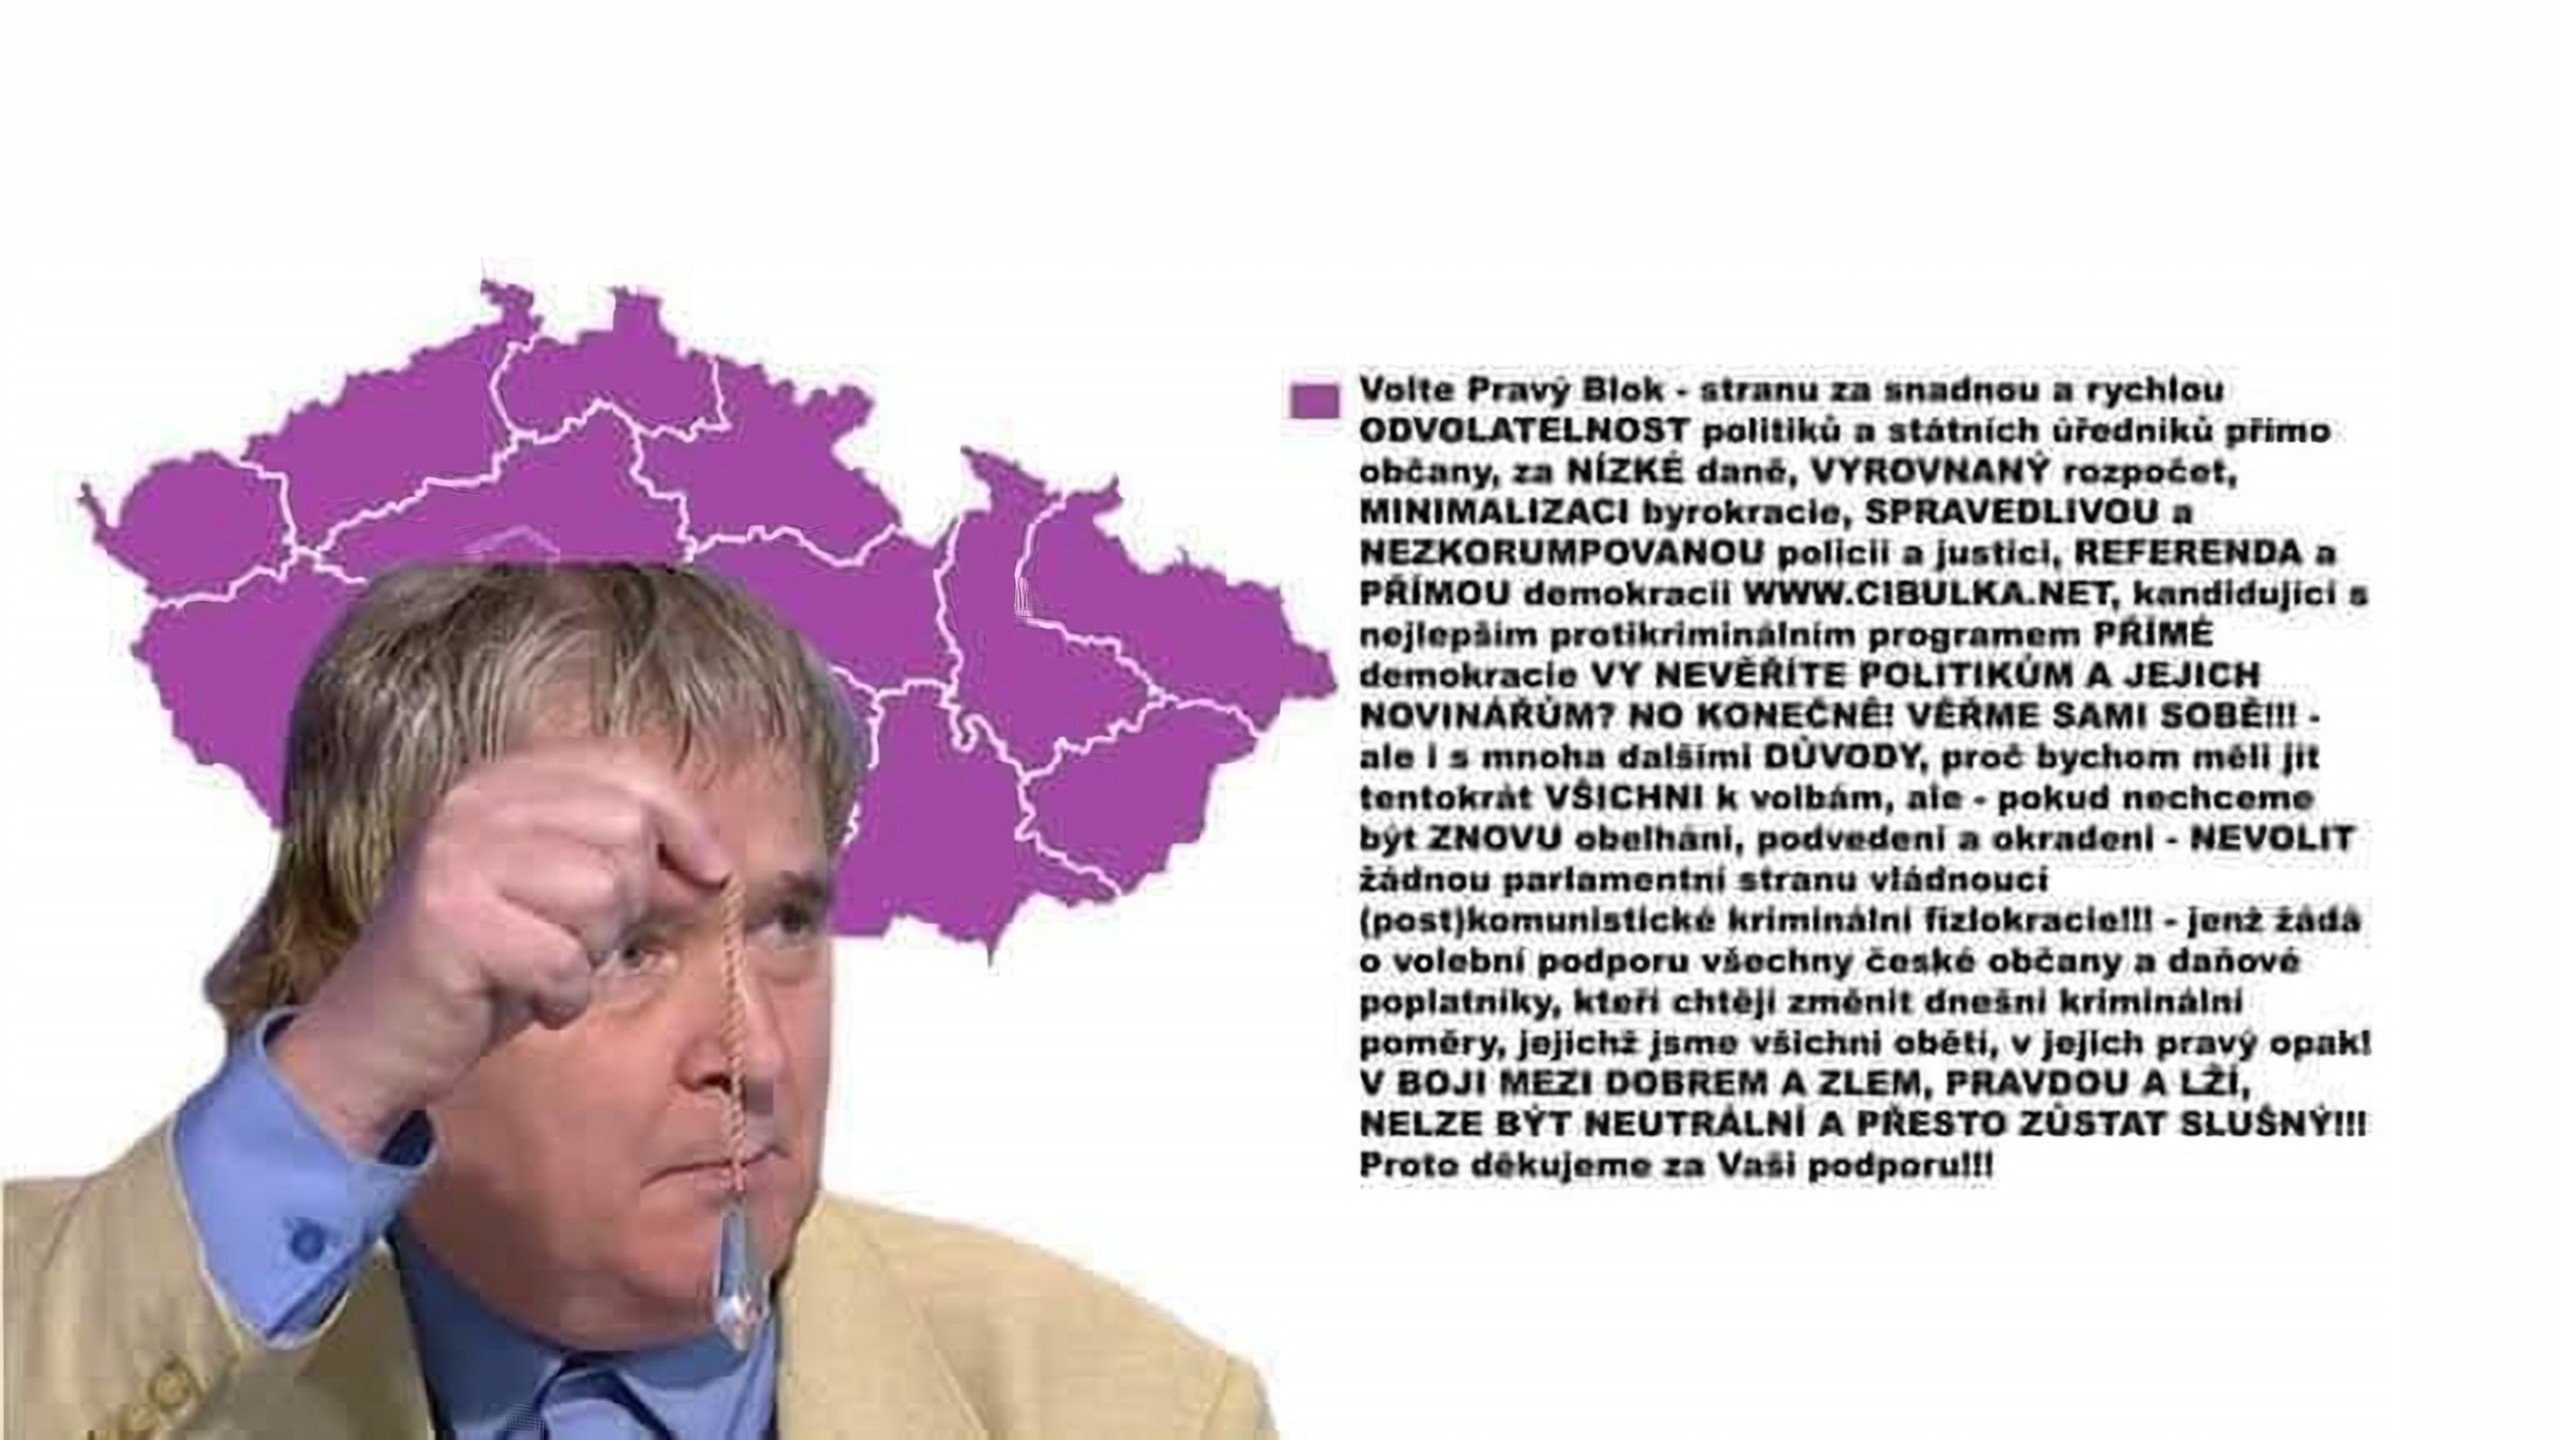 Volte Pravý Blok - stranu za snadnou a rychlou
ODVOLATELNOST politiků a státních úředníků přímo
občany, za NÍZKÉ daně, VYROVNANÝ rozpočet,
MINIMALIZACI byrokracie, SPRAVEDLIVOU a
NEZKORUMPOVANOU policii a justici, REFERENDA a
PŘÍMOU demokracii WWW.CIBULKA.NET, kandidující s
nejlepším protikriminálním programem PŘÍMÉ
demokracie VY NEVĚŘÍTE POLITIKŮM A JEJICH
NOVINÁŘŮM? NO KONEČNĚ! VĚŘME SAMI SOBĚ!!! -
ale i s mnoha dalšími DŮVODY, proč bychom měli jít
tentokrát VŠICHNI k volbám, ale - pokud nechceme
být ZNOVU obelháni, podvedeni a okradeni - NEVOLIT
žádnou parlamentní stranu vládnoucí
(post)komunistické kriminální fízlokracie!!! - jenž žádá
o volební podporu všechny české občany a daňové
poplatníky, kteří chtějí změnit dnešní kriminální
poměry, jejichž jsme všichni obětí, v jejich pravý opak!
V BOJI MEZI DOBREM A ZLEM, PRAVDOU A LŽÍ,
NELZE BÝT NEUTRÁLNÍ A PŘESTO ZŮSTAT SLUŠNÝ!!!
Proto děkujeme za Vaši podporu!!!